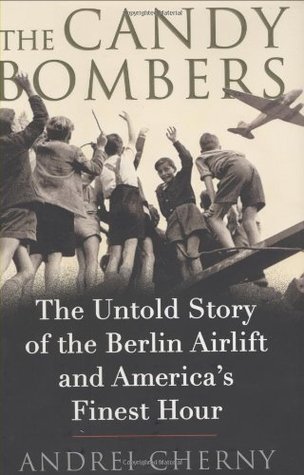 THE CANDY
BOMBERS
The Untold Story
of the Berlin Airlift
and America's
Finest Hour
ANDREI CHERNY